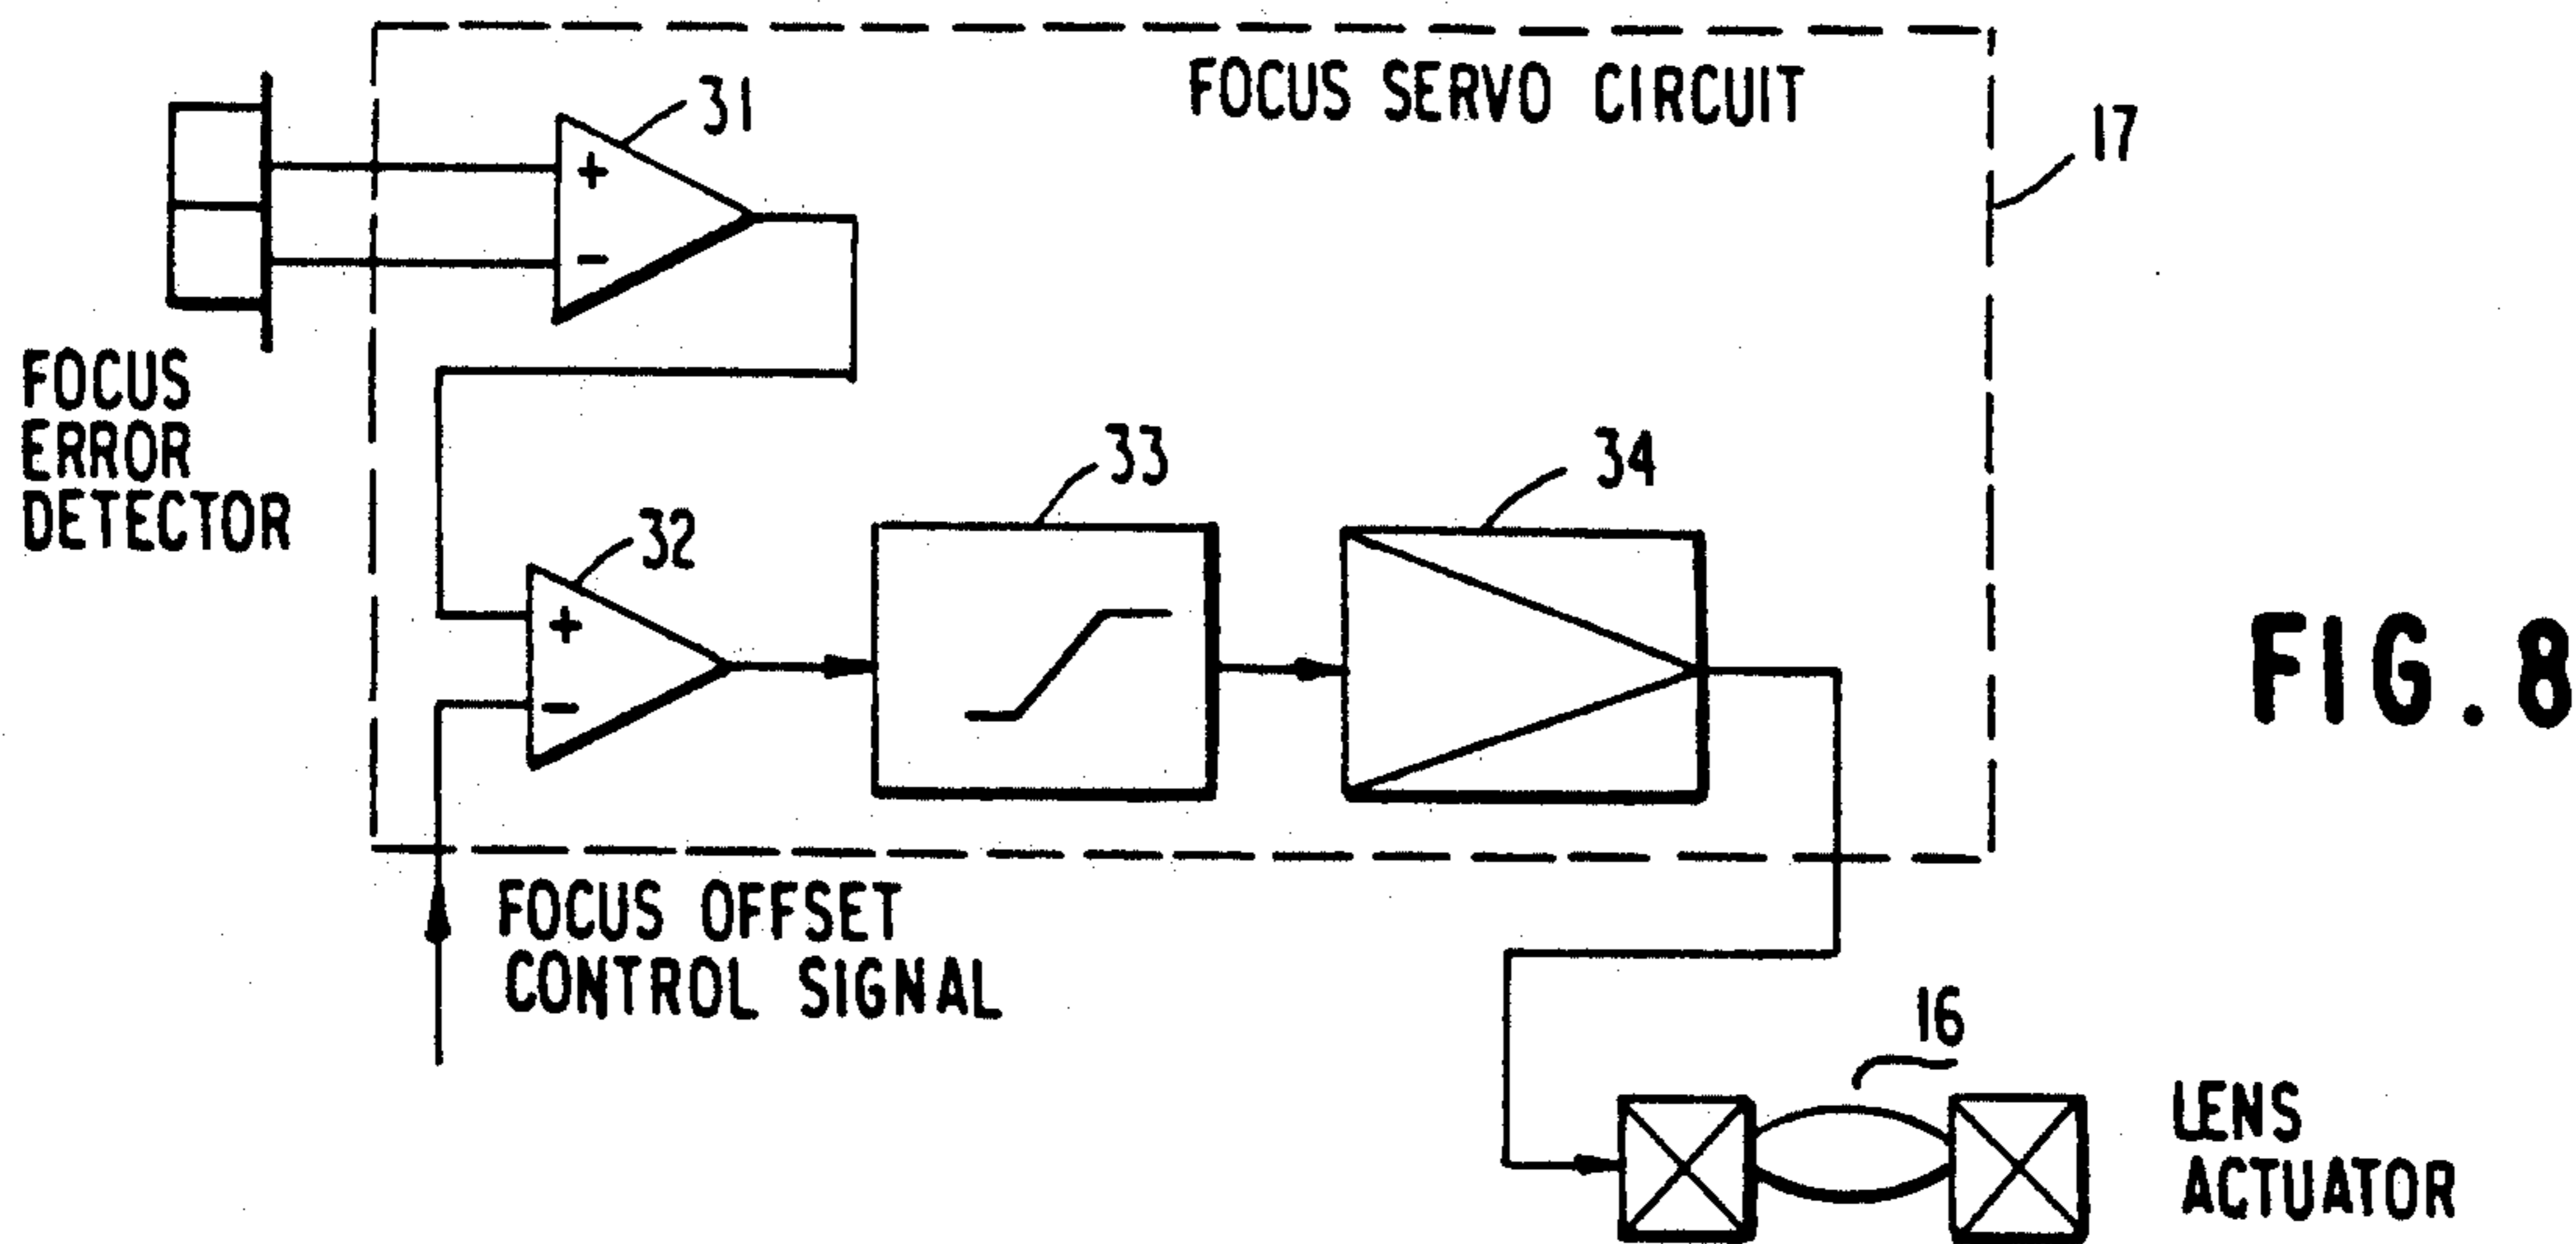 FOCUS SERVO CIRCUIT
17
31
+
-
FOCUS
ERROR
DETECTOR
32
+
-
33
34
FOCUS OFFSET
CONTROL SIGNAL
16
LENS
ACTUATOR
FIG. 8